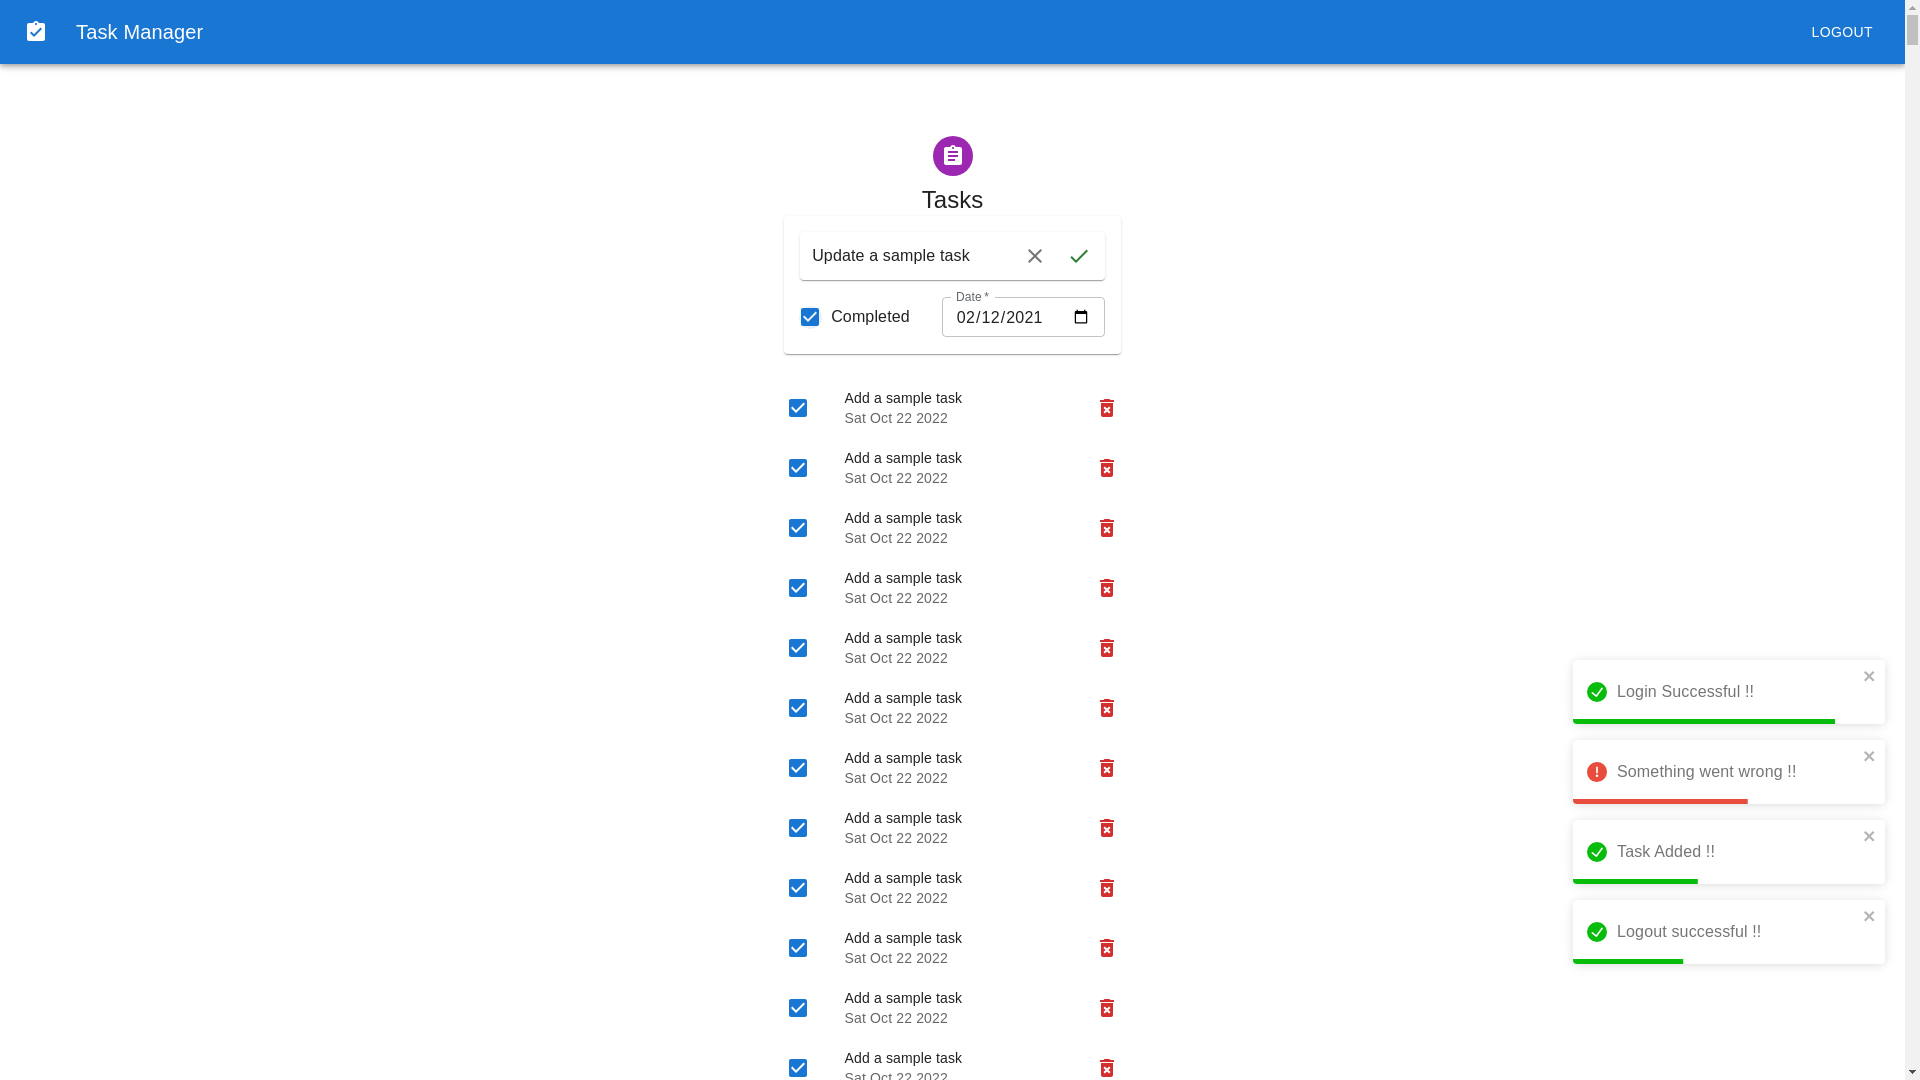 Task Manager
LOGOUT
Tasks
Update a sample task
Completed
Date *
02/12/2021
Add a sample task
Sat Oct 22 2022
Add a sample task
Sat Oct 22 2022
Add a sample task
Sat Oct 22 2022
Add a sample task
Sat Oct 22 2022
Add a sample task
Sat Oct 22 2022
Add a sample task
Sat Oct 22 2022
Add a sample task
Sat Oct 22 2022
Add a sample task
Sat Oct 22 2022
Add a sample task
Sat Oct 22 2022
Add a sample task
Sat Oct 22 2022
Add a sample task
Sat Oct 22 2022
Add a sample task
Sat Oct 22 2022
Login Successful !!
Something went wrong !!
Task Added !!
Logout successful !!